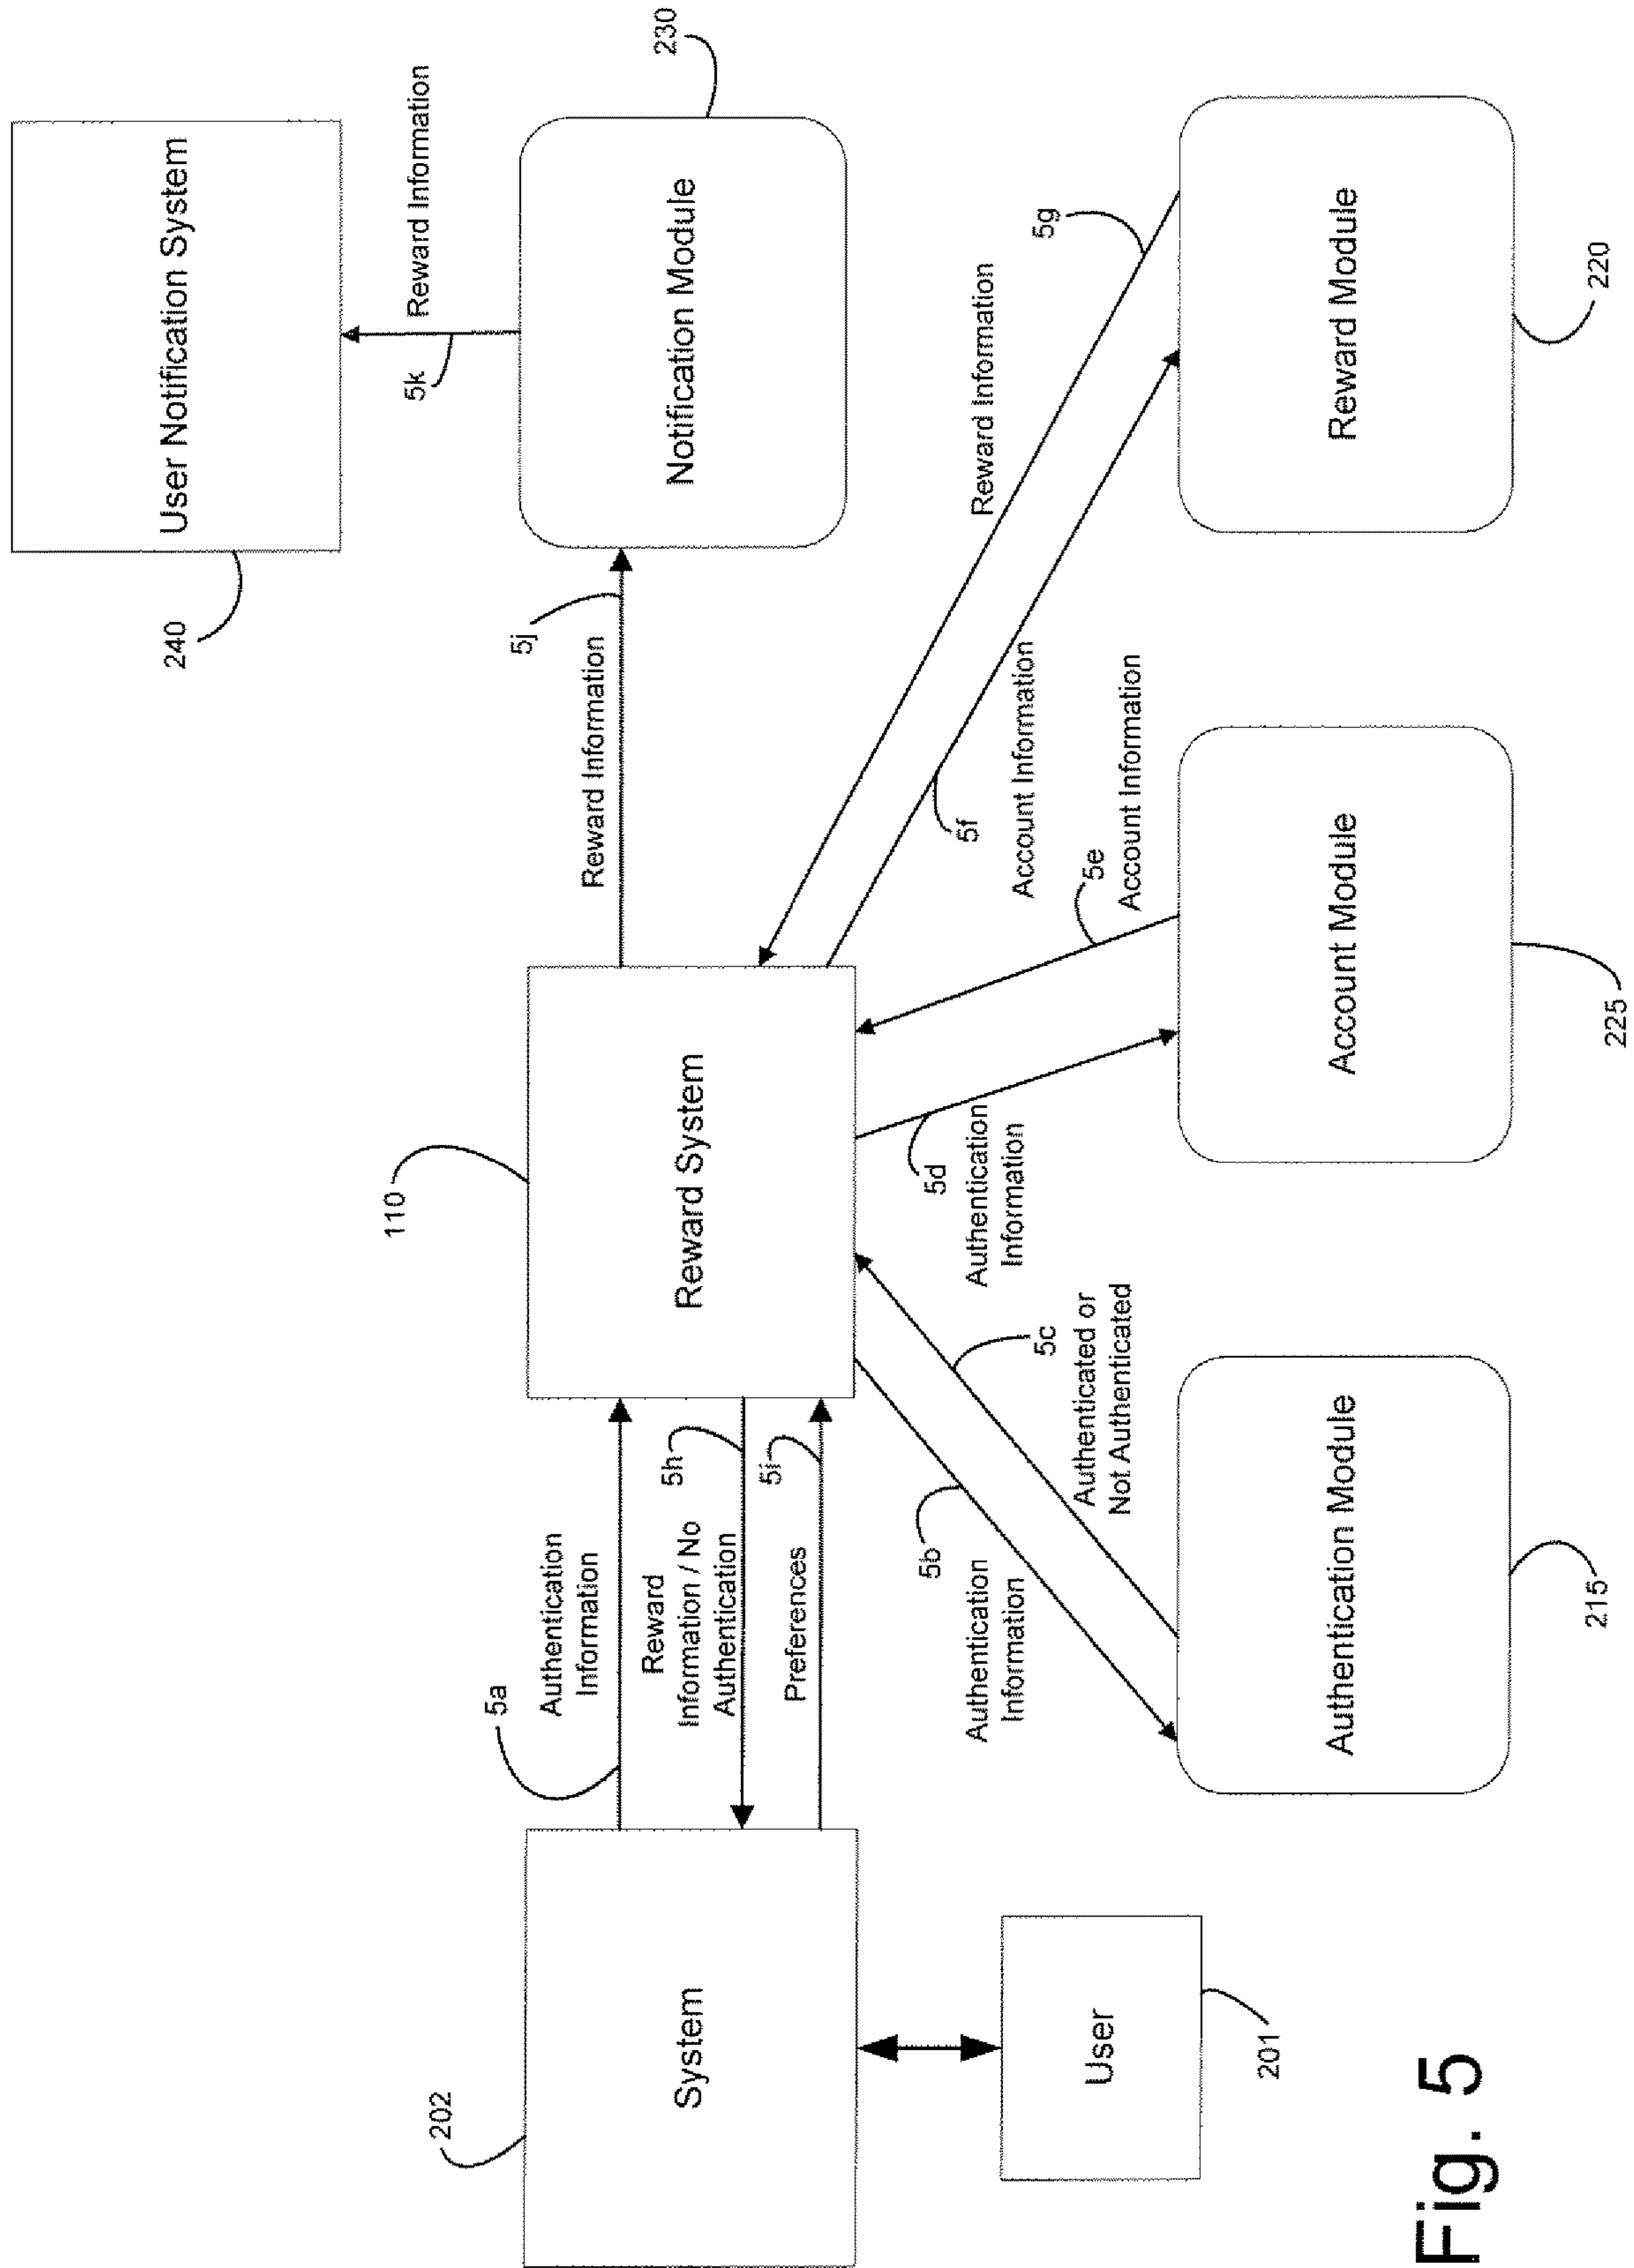 User Notification System
240
Reward Information
5k
230
Notification Module
5j
Reward Information
110
Reward System
5a
Authentication
Information
5h
Reward
Information / No
Authentication
5i
Preferences
202
System
User
201
5b
Authentication
Information
5c
Authenticated or
Not Authenticated
5d
Authentication
Information
5e
Account Information
5f
Account Information
5g
Reward Information
Authentication Module
215
Account Module
225
Reward Module
220
Fig. 5